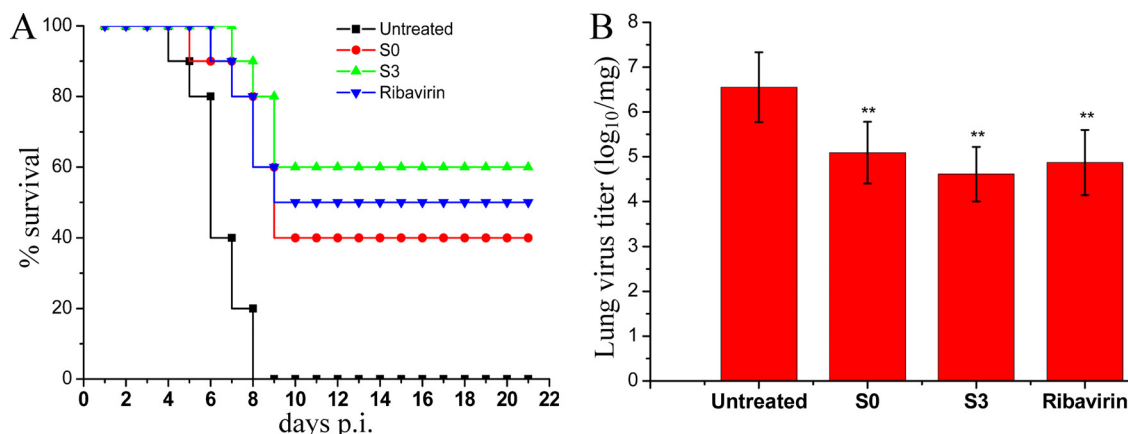 A
% survival
100
80
60
40
20
0
0 2 4 6 8 10 12 14 16 18 20 22
days p.i.
Untreated
S0
S3
Ribavirin
B
Lung virus titer (log10/mg)
8
7
6
5
4
3
2
1
0
** ** **
Untreated S0 S3 Ribavirin